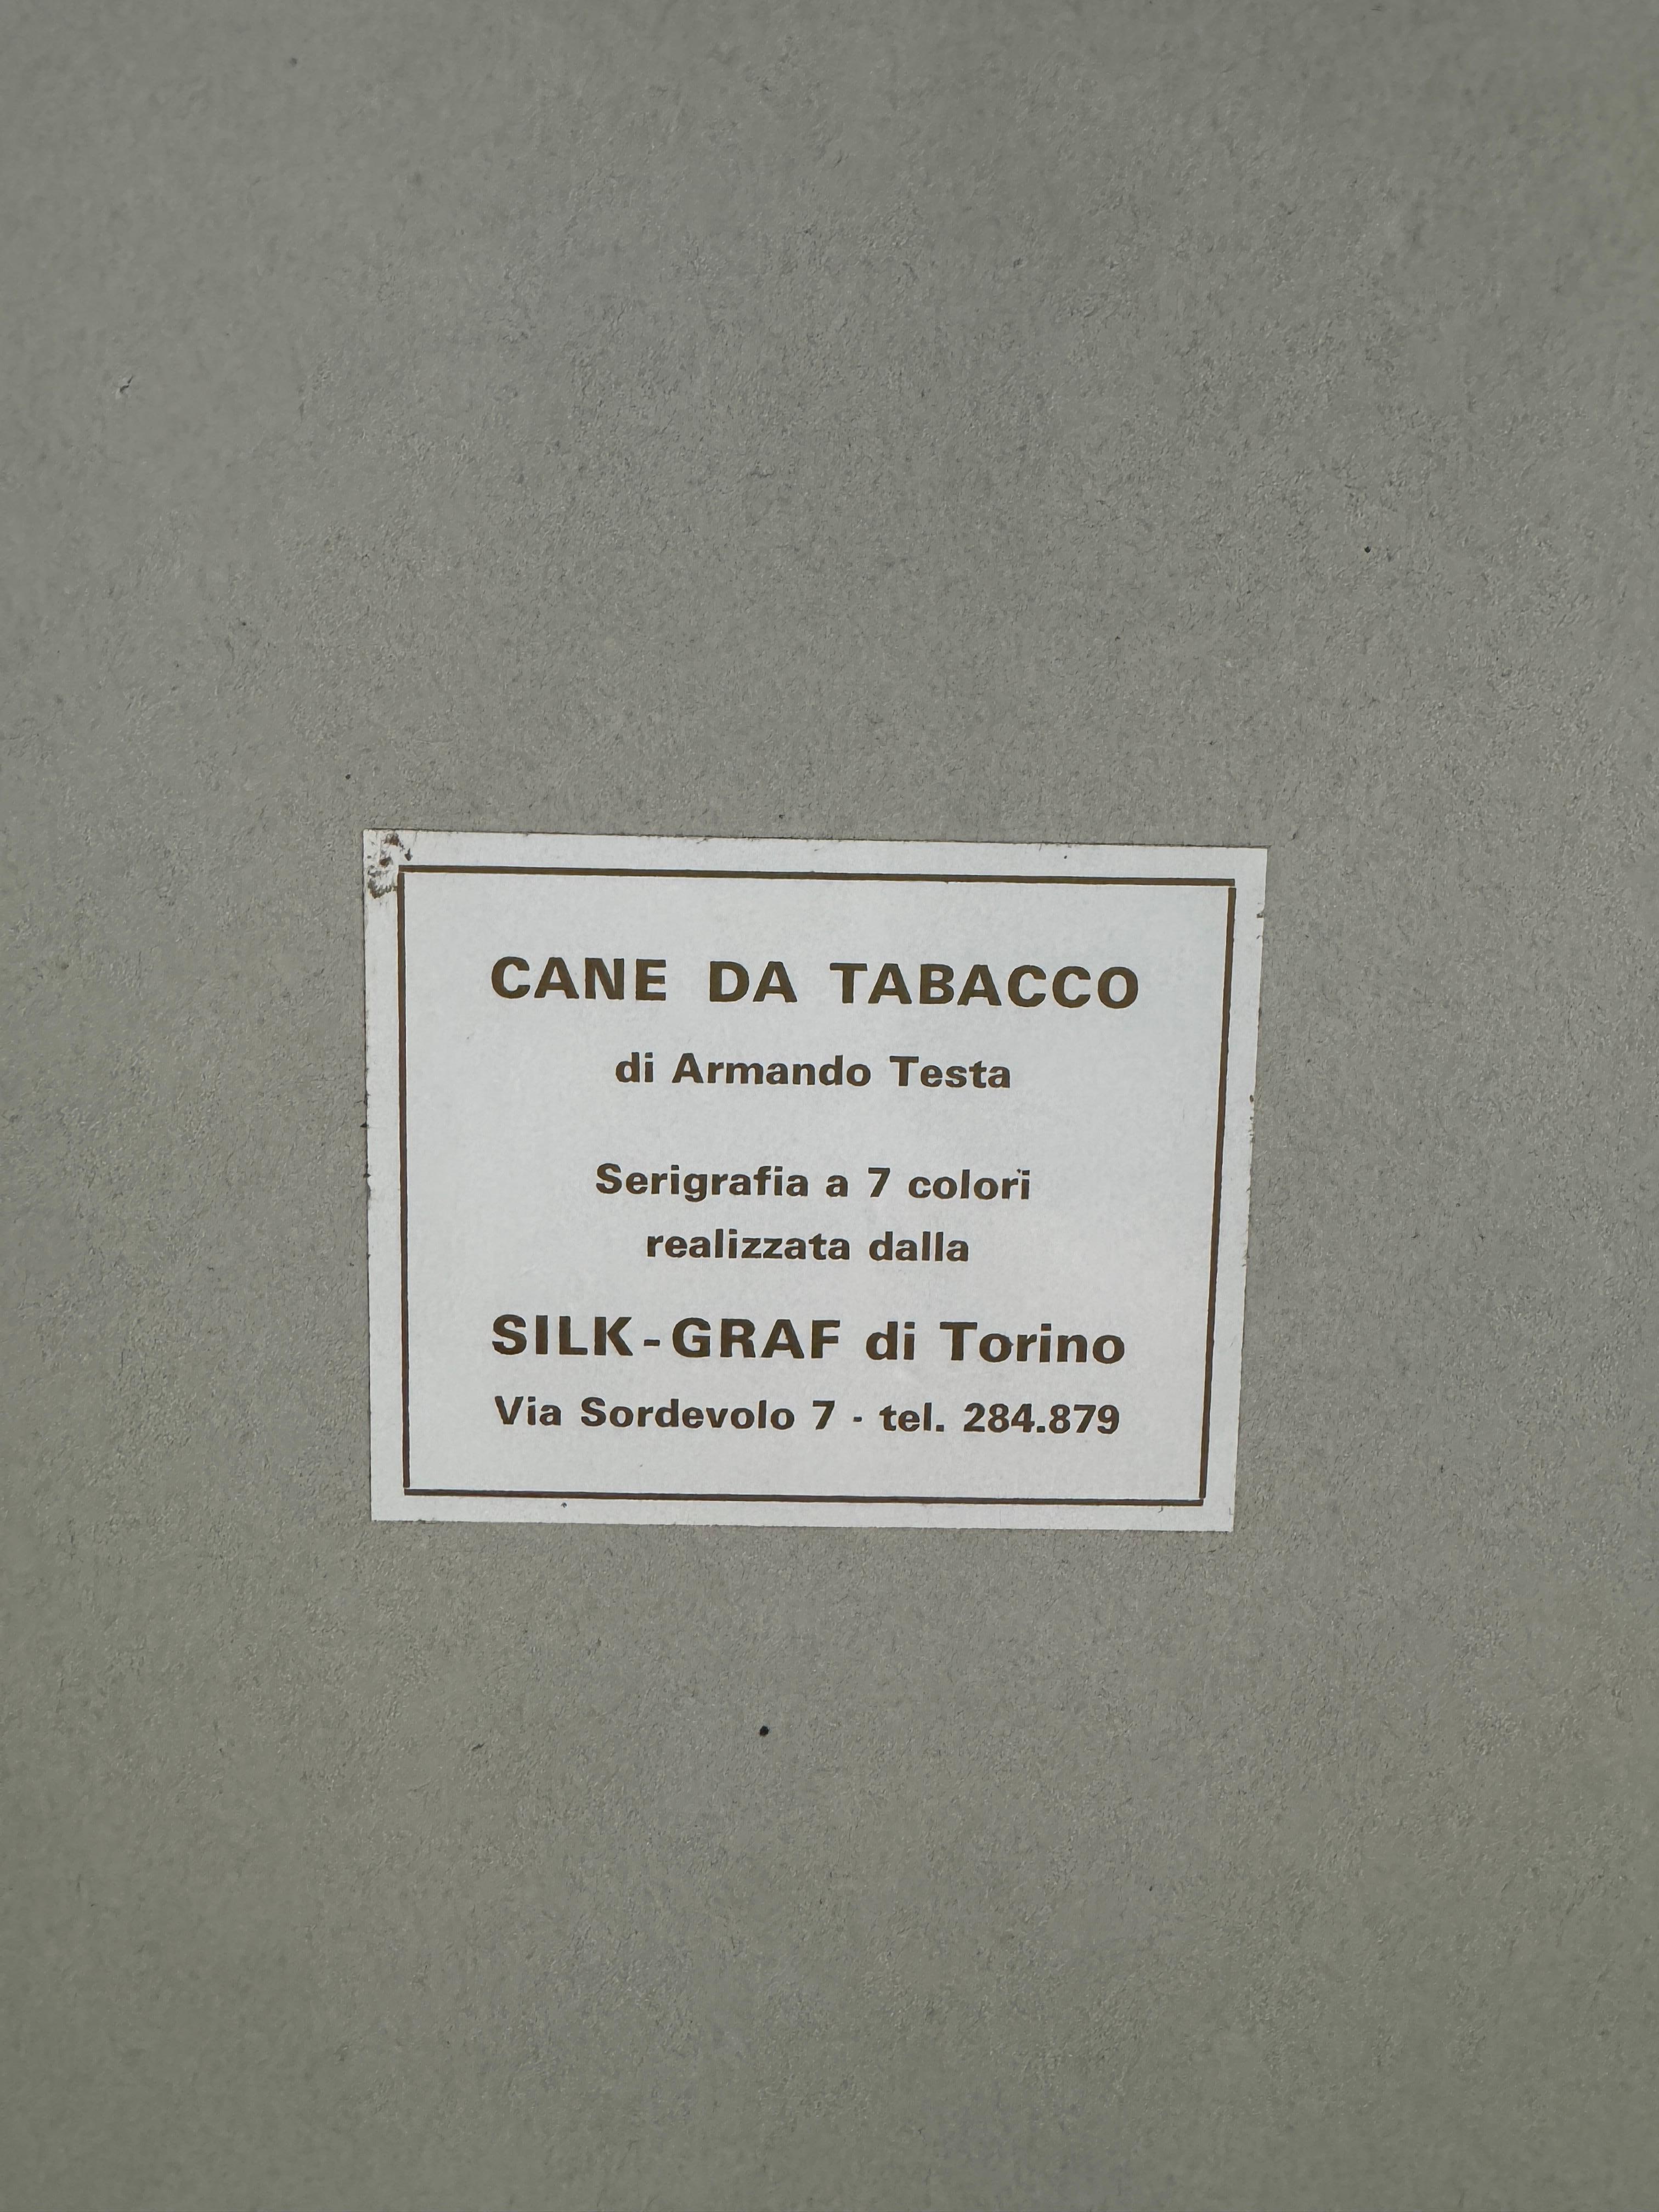 CANE DA TABACCO
di Armando Testa
Serigrafia a 7 colori
realizzata dalla
SILK-GRAF di Torino
Via Sordevolo 7 - tel. 284.879